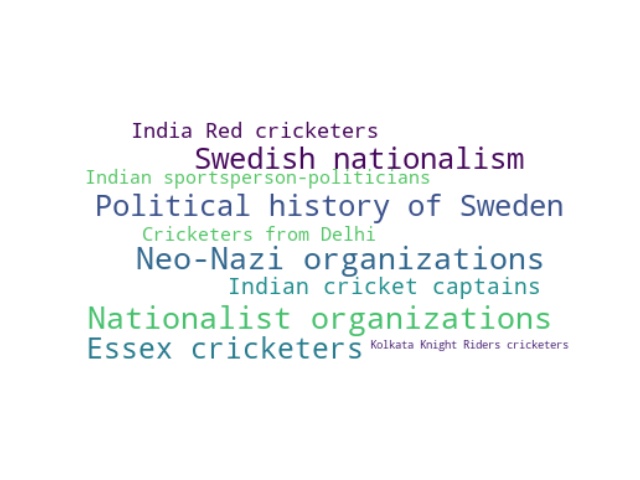 India Red cricketers
Swedish nationalism
Indian sportsperson-politicians
Political history of Sweden
Cricketers from Delhi
Neo-Nazi organizations
Indian cricket captains
Nationalist organizations
Essex cricketers
Kolkata Knight Riders cricketers